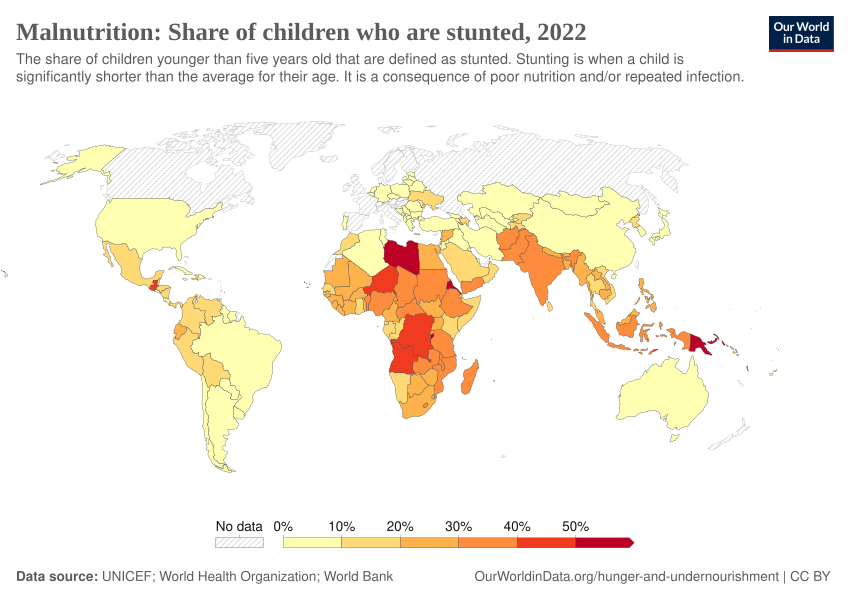 Malnutrition: Share of children who are stunted, 2022
Our World
in Data
The share of children younger than five years old that are defined as stunted. Stunting is when a child is
significantly shorter than the average for their age. It is a consequence of poor nutrition and/or repeated infection.
No data 0% 10% 20% 30% 40% 50%
Data source: UNICEF; World Health Organization; World Bank
OurWorldinData.org/hunger-and-undernourishment | CC BY